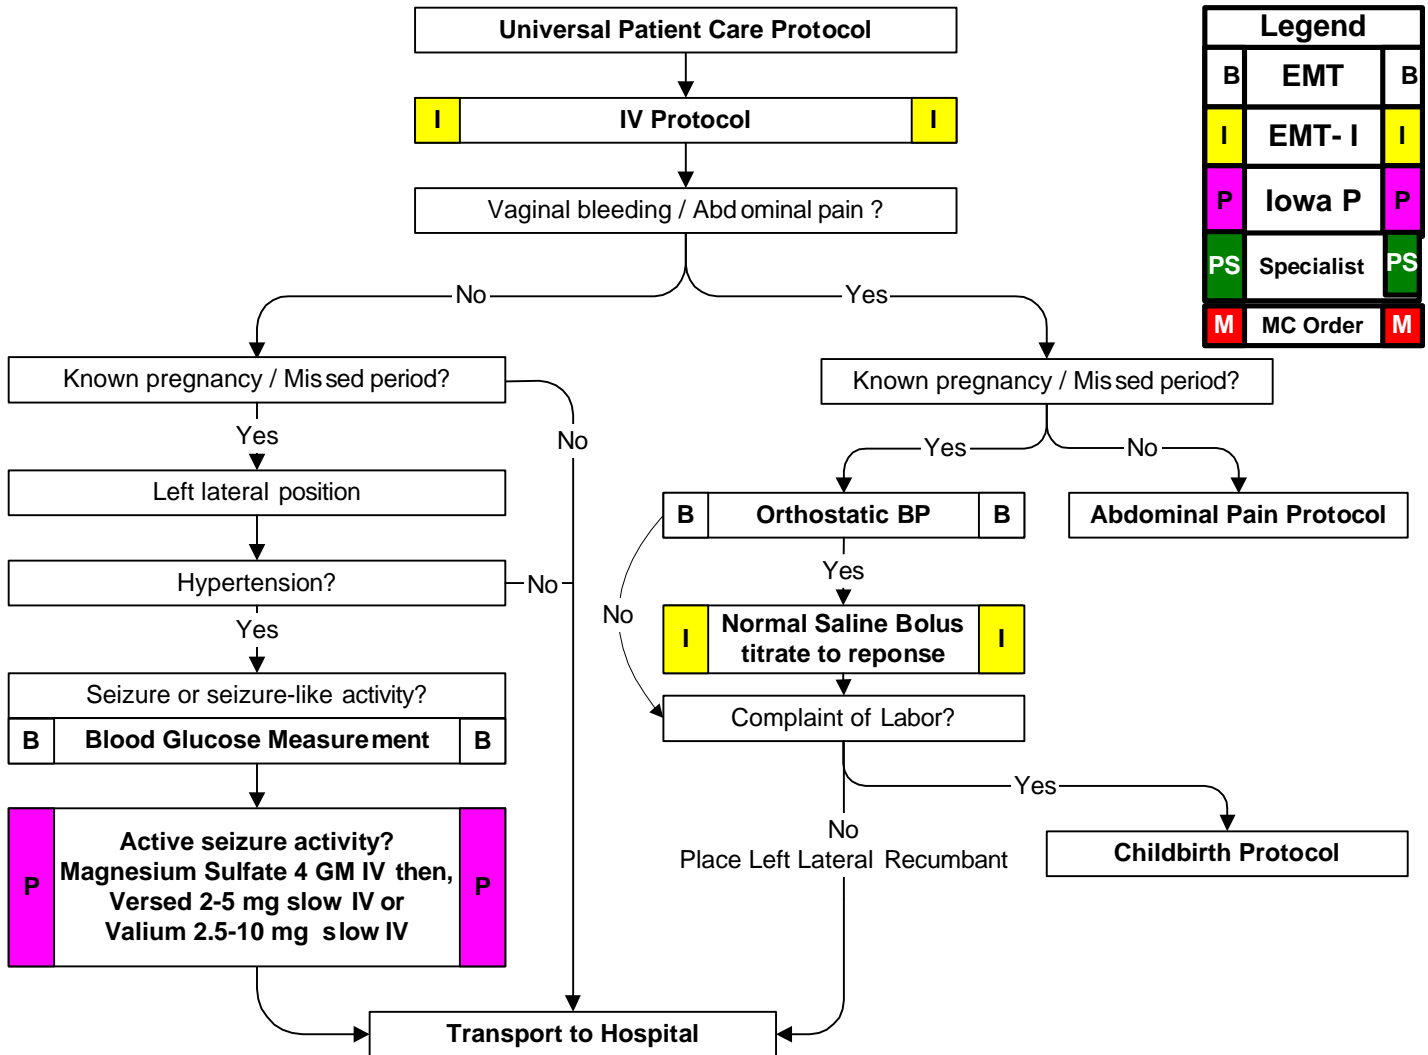 Universal Patient Care Protocol
I IV Protocol I
Vaginal bleeding / Abdominal pain ?
No
Yes
Known pregnancy / Missed period?
Yes
No
Left lateral position
Hypertension?
No
Yes
Seizure or seizure-like activity?
B Blood Glucose Measurement B
P
Active seizure activity?
Magnesium Sulfate 4 GM IV then,
Versed 2-5 mg slow IV or
Valium 2.5-10 mg slow IV
P
Known pregnancy / Missed period?
Yes
No
B Orthostatic BP B
Abdominal Pain Protocol
Yes
No
I
Normal Saline Bolus
titrate to reponse
I
Complaint of Labor?
Yes
No
Place Left Lateral Recumbant
Childbirth Protocol
Transport to Hospital
Legend
B EMT B
I EMT- I I
P Iowa P P
PS Specialist PS
M MC Order M